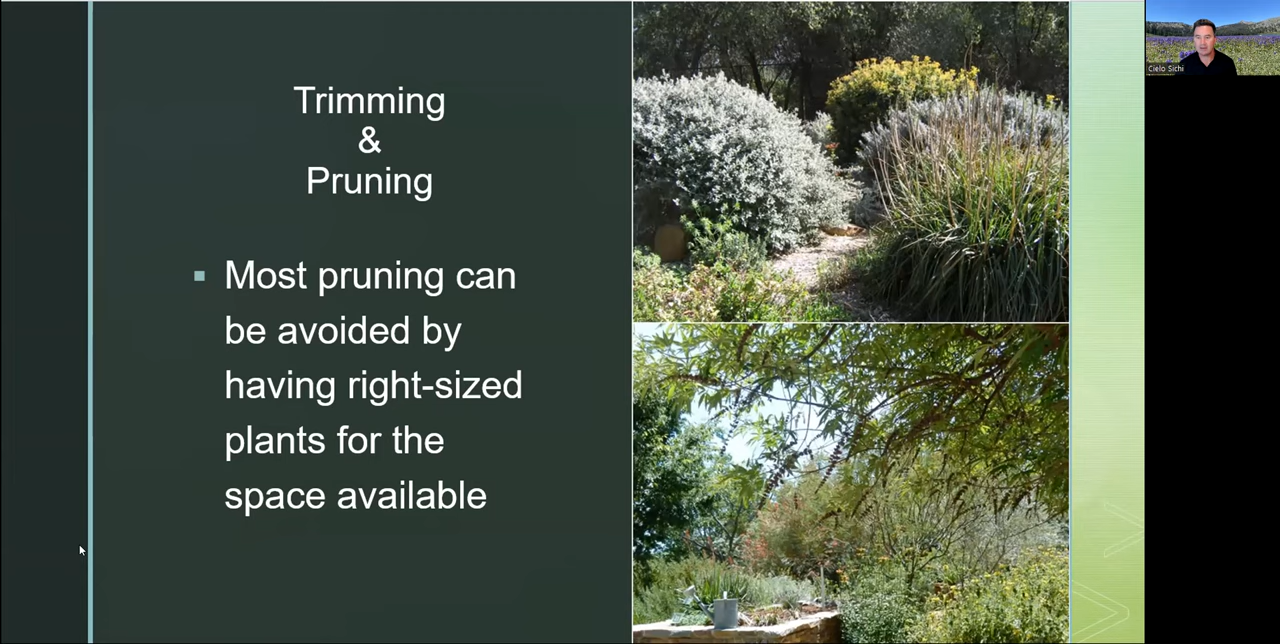 Trimming
&
Pruning
Most pruning can
be avoided by
having right-sized
plants for the
space available
Cielo Sichi